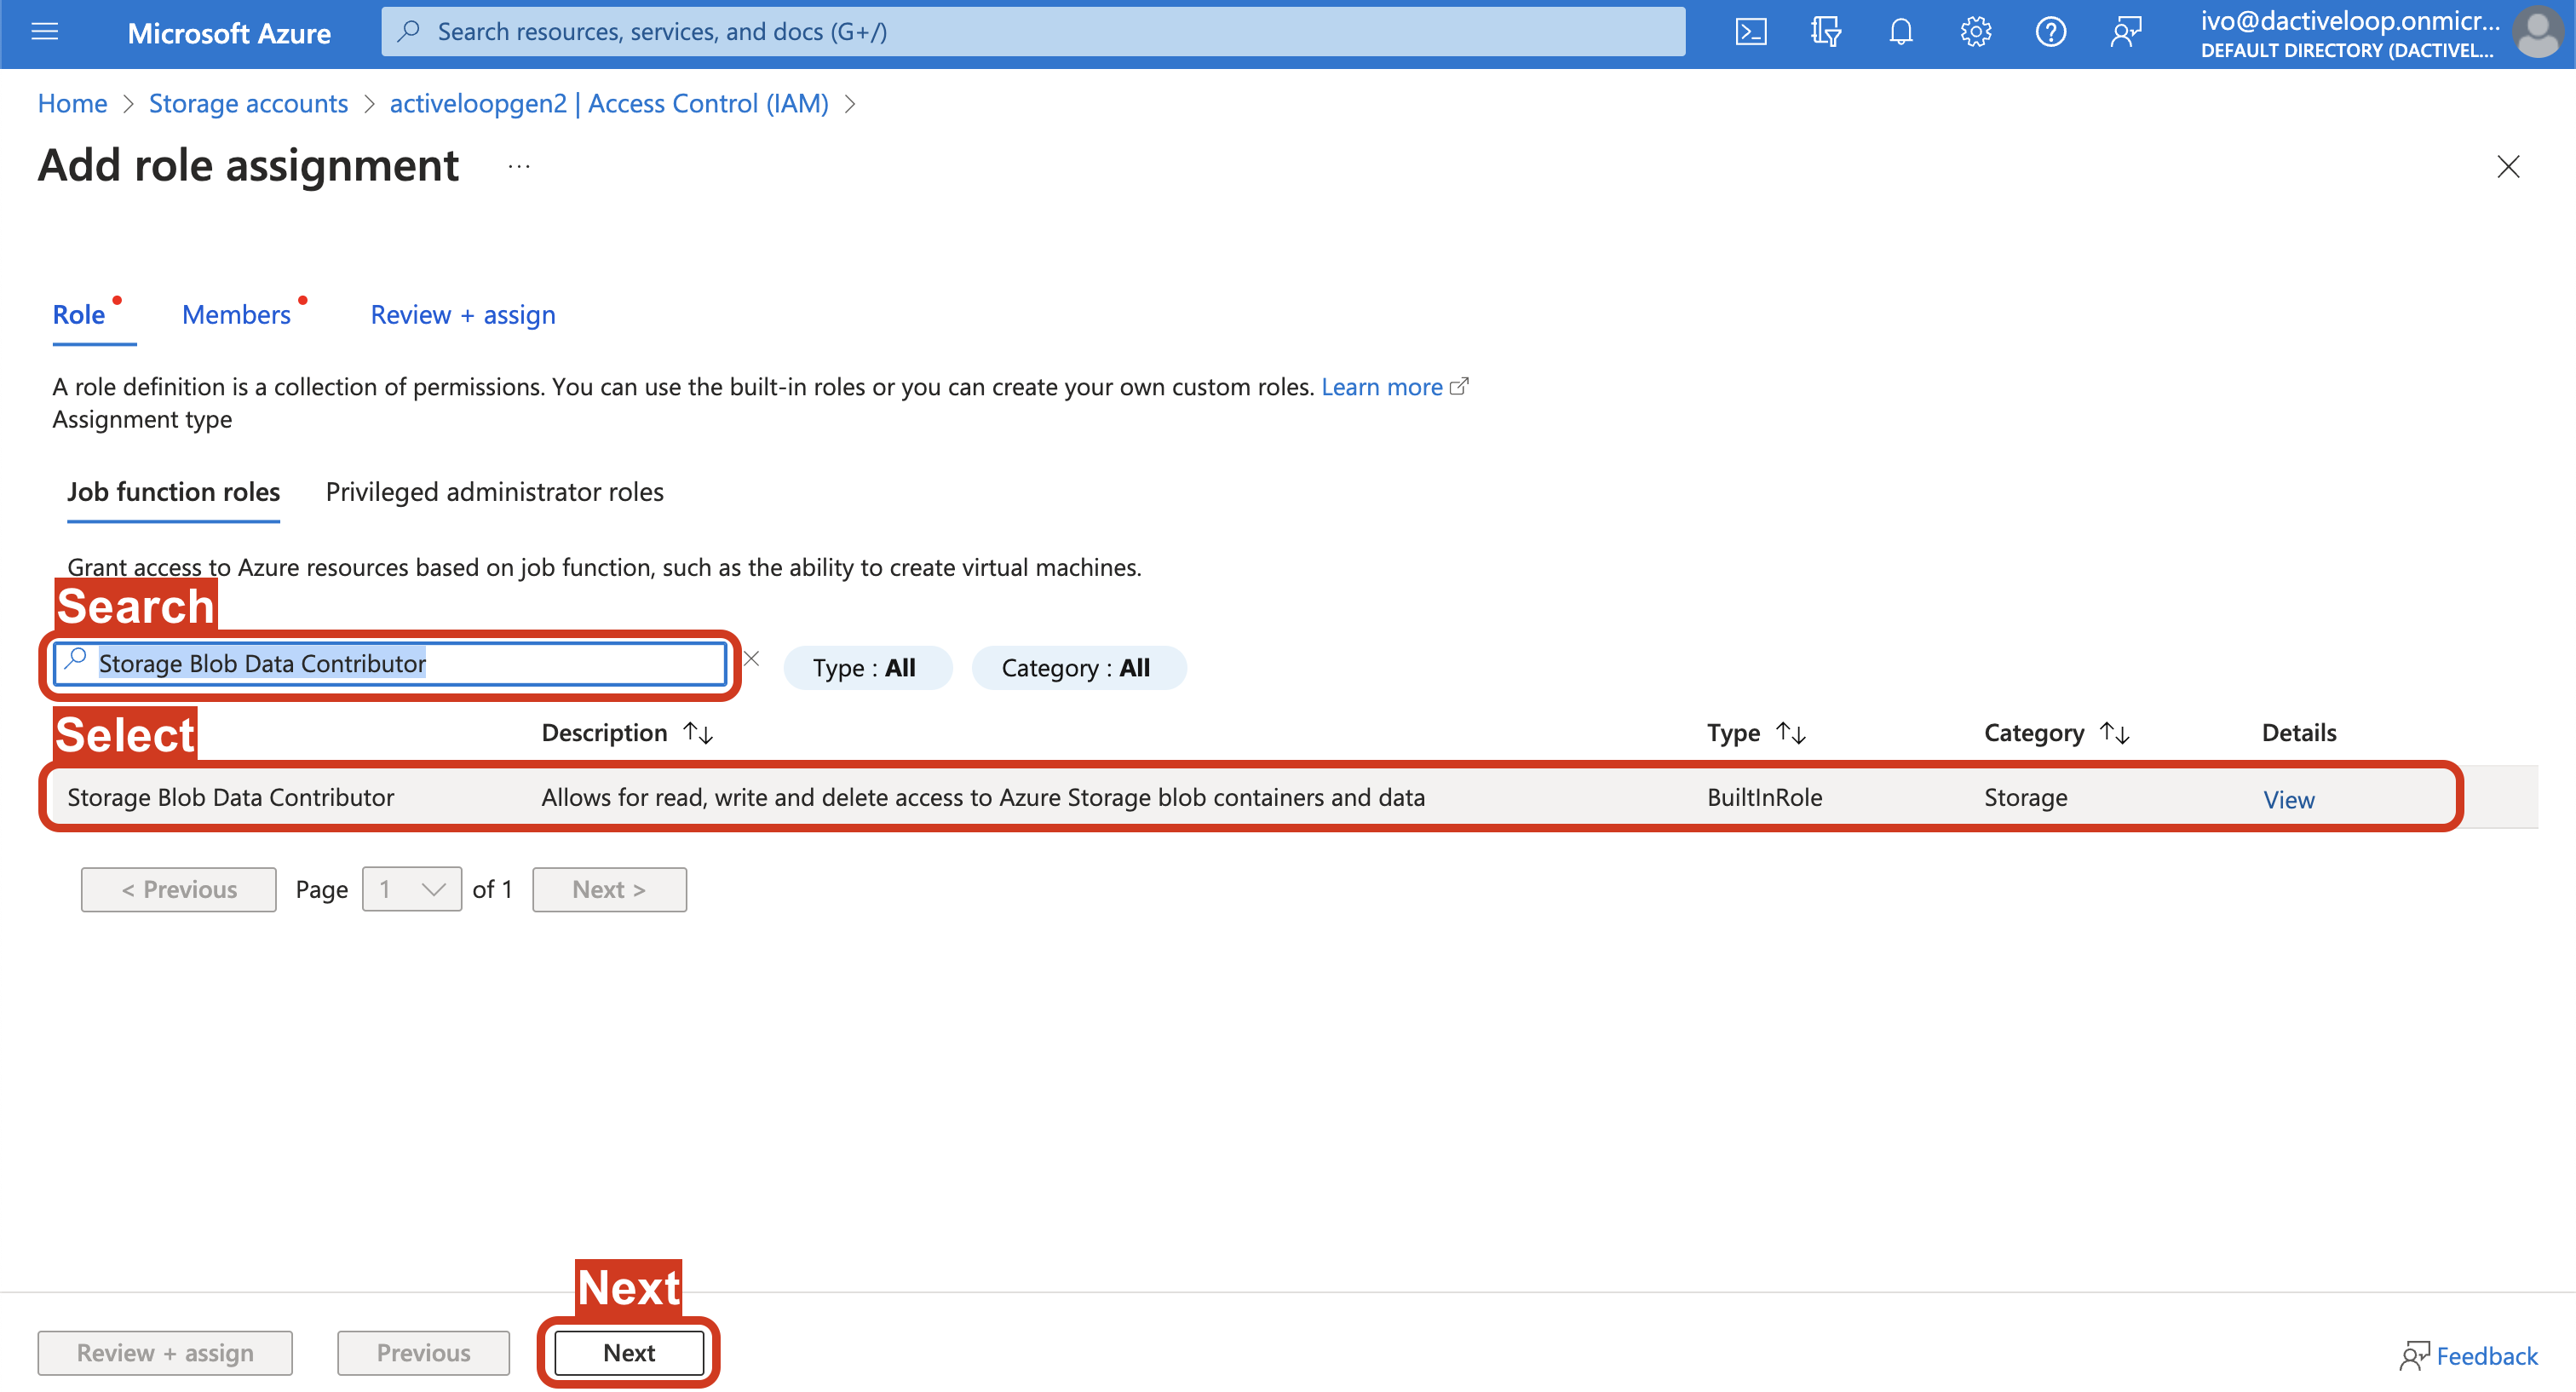 Microsoft Azure
Search resources, services, and docs (G+/)
ivo@dactiveloop.onmicr...
DEFAULT DIRECTORY (DACTIVEL...
Home > Storage accounts > activeloopgen2 | Access Control (IAM) >
Add role assignment ...
Role Members Review + assign
A role definition is a collection of permissions. You can use the built-in roles or you can create your own custom roles. Learn more
Assignment type
Job function roles Privileged administrator roles
Grant access to Azure resources based on job function, such as the ability to create virtual machines.
Search
Storage Blob Data Contributor Type : All Category : All
Select Description ↑↓ Type ↑↓ Category ↑↓ Details
Storage Blob Data Contributor Allows for read, write and delete access to Azure Storage blob containers and data BuiltInRole Storage View
< Previous Page 1 of 1 Next >
Next
Review + assign Previous Next Feedback